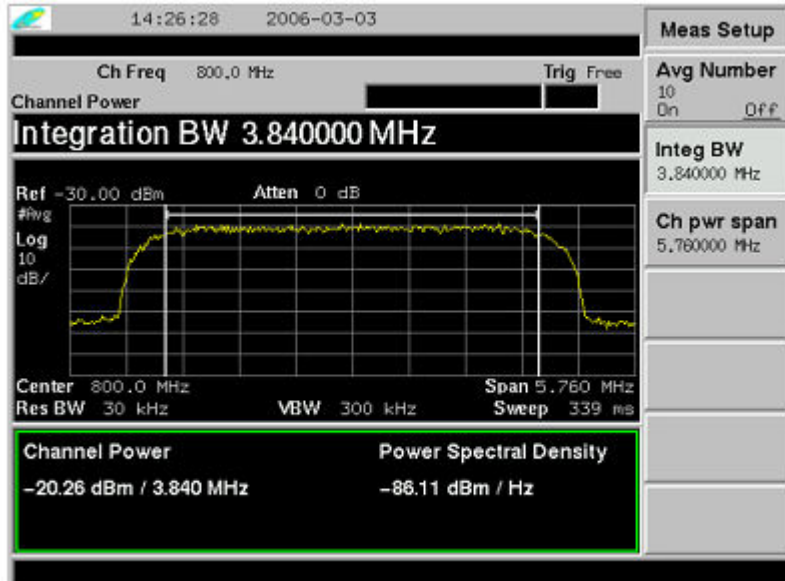 14:26:28 2006-03-03
Meas Setup
Ch Freq 800.0 MHz Trig Free
Channel Power
Avg Number
10
On Off
Integration BW 3.840000 MHz
Integ BW
3.840000 MHz
Ref -30.00 dBm Atten 0 dB
#Avg
Log
10
dB/
Ch pwr span
5.760000 MHz
Center 800.0 MHz Span 5.760 MHz
Res BW 30 kHz VBW 300 kHz Sweep 339 ms
Channel Power Power Spectral Density
-20.26 dBm / 3.840 MHz -86.11 dBm / Hz